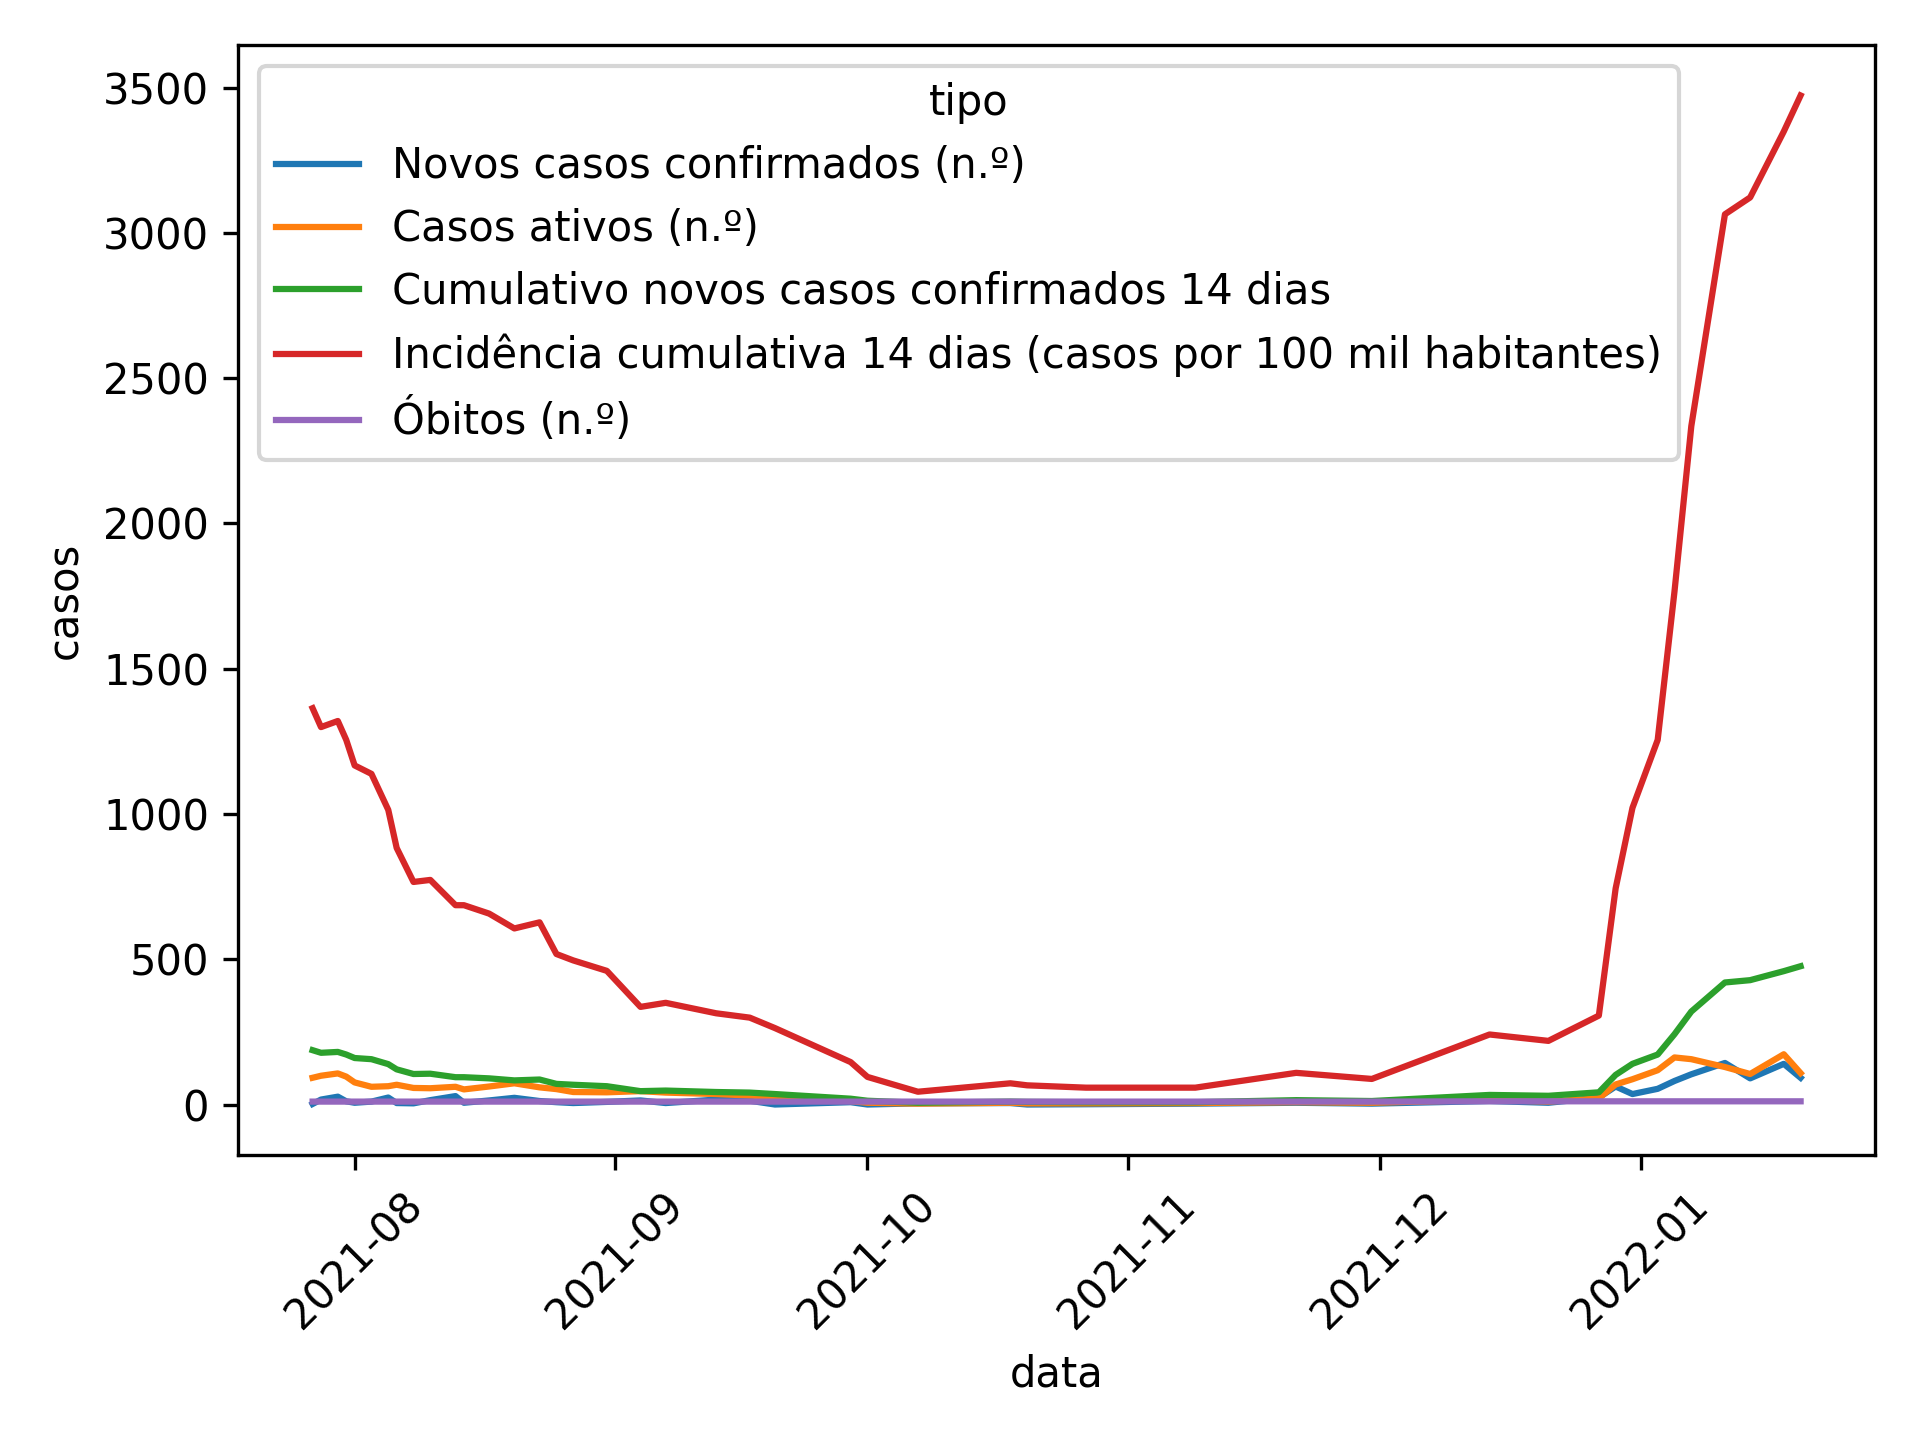 3500
3000
2500
2000
1500
1000
500
0
casos
tipo
Novos casos confirmados (n.º)
Casos ativos (n.º)
Cumulativo novos casos confirmados 14 dias
Incidência cumulativa 14 dias (casos por 100 mil habitantes)
Óbitos (n.º)
2021-08
2021-09
2021-10
2021-11
2021-12
2022-01
data